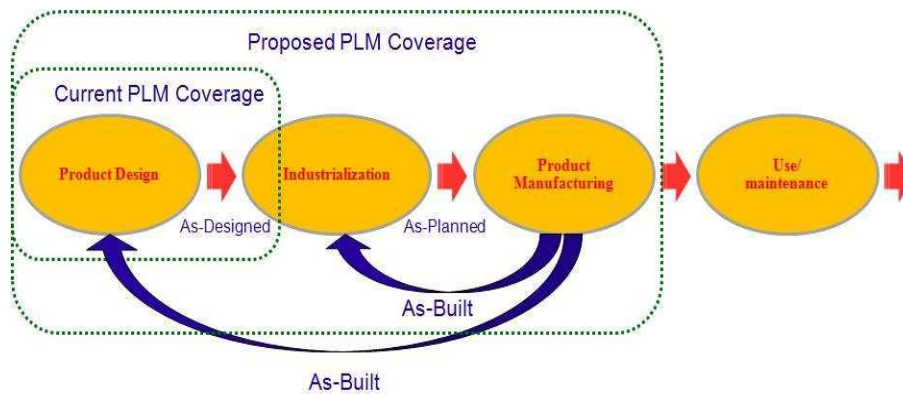 Proposed PLM Coverage
Current PLM Coverage
Product Design
Industrialization
Product
Manufacturing
Use/
maintenance
As-Designed
As-Planned
As-Built
As-Built